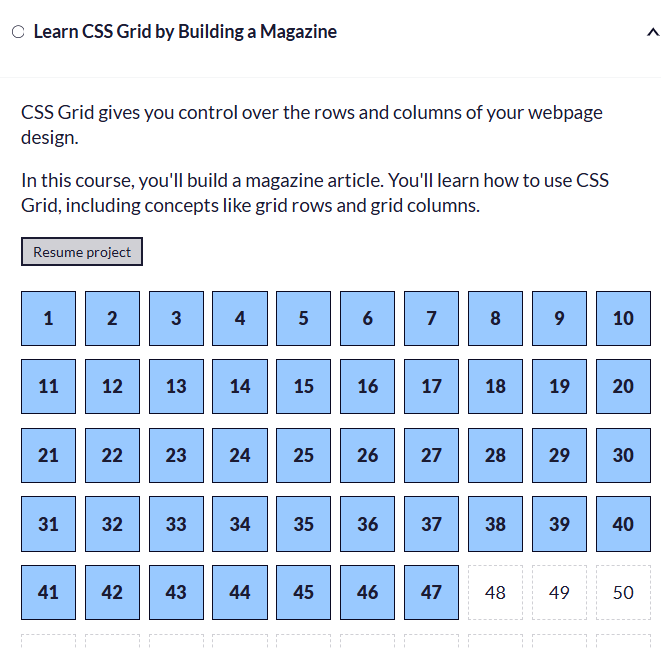 Learn CSS Grid by Building a Magazine
CSS Grid gives you control over the rows and columns of your webpage
design.
In this course, you'll build a magazine article. You'll learn how to use CSS
Grid, including concepts like grid rows and grid columns.
Resume project
1 2 3 4 5 6 7 8 9 10
11 12 13 14 15 16 17 18 19 20
21 22 23 24 25 26 27 28 29 30
31 32 33 34 35 36 37 38 39 40
41 42 43 44 45 46 47 48 49 50